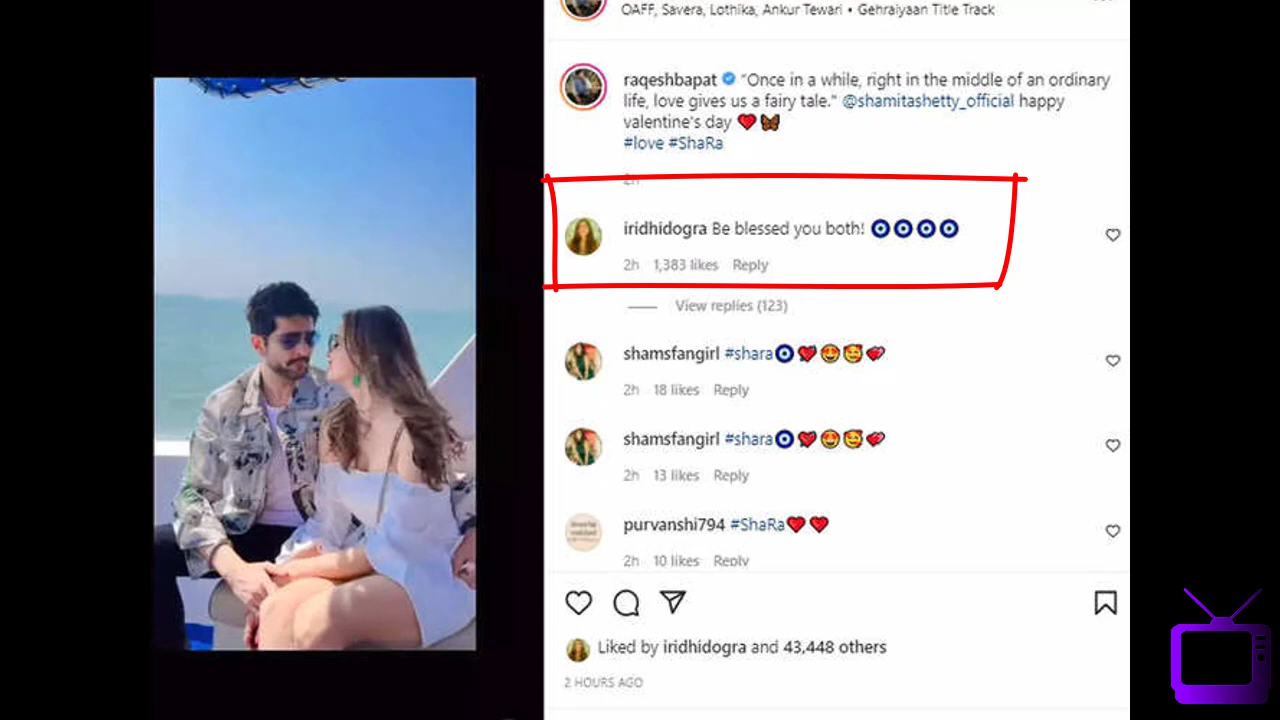 OAFF, Savera, Lothika, Ankur Tewari • Gehraiyaan Title Track
raqeshbapat "Once in a while, right in the middle of an ordinary
life, love gives us a fairy tale." @shamitashetty_official happy
valentine's day ❤️🦋
#love #ShaRa
2h
iridhidogra Be blessed you both! 🧿🧿🧿🧿
2h 1,383 likes Reply
View replies (123)
shamsfangirl #shara🧿💖😍🥰💕
2h 18 likes Reply
shamsfangirl #shara🧿💖😍🥰💕
2h 13 likes Reply
purvanshi794 #ShaRa❤️❤️
2h 10 likes Reply
Liked by iridhidogra and 43,448 others
2 HOURS AGO